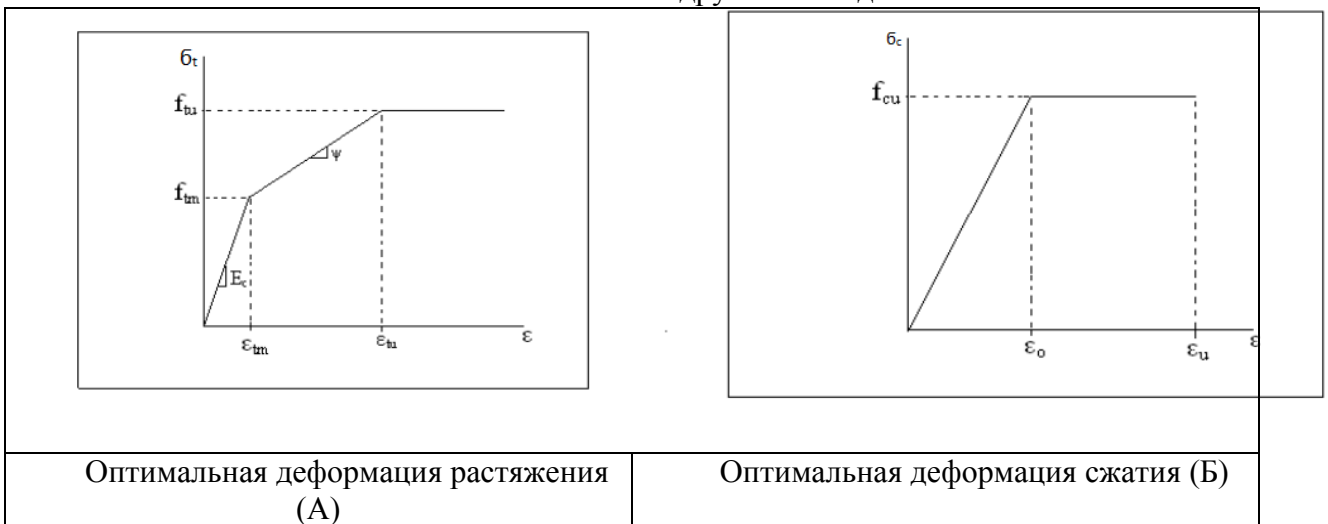 бt
ftu
ftm
ψ
Ec
εtm
εtu
ε
бc
fcu
εo
εu
ε
Оптимальная деформация растяжения
(А)
Оптимальная деформация сжатия (Б)